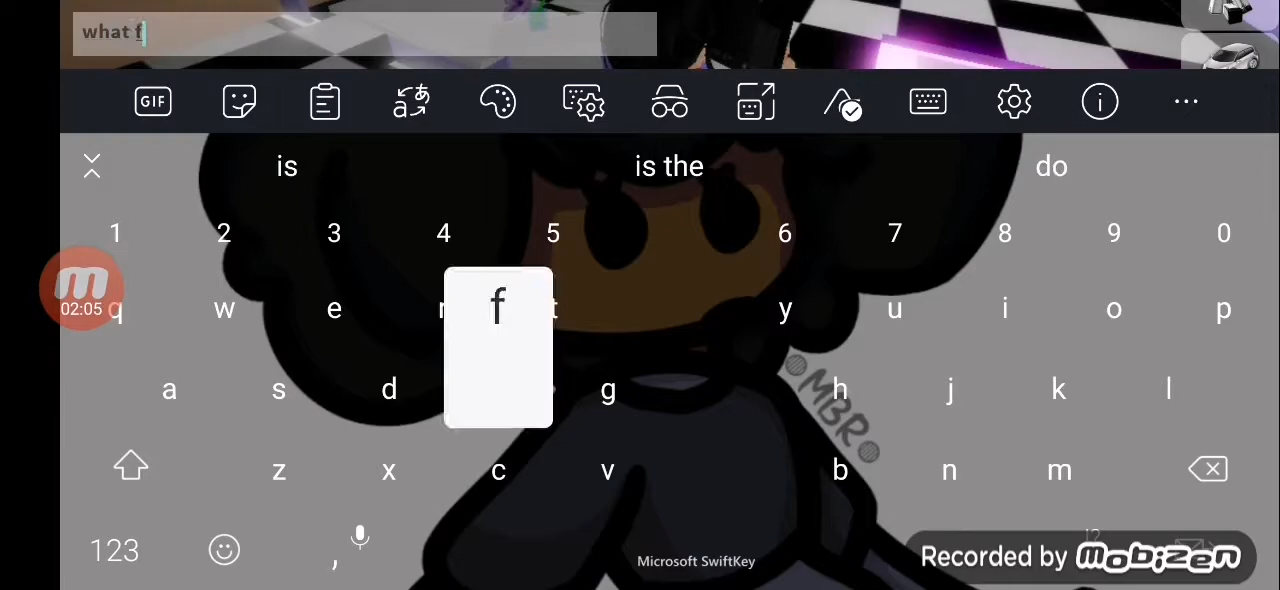 what f
GIF
is is the do
1 2 3 4 5 6 7 8 9 0
q w e r f t y u i o p
02:05
a s d g h j k l
MBR
z x c v b n m
123 , !?
Microsoft SwiftKey
Recorded by mobizen